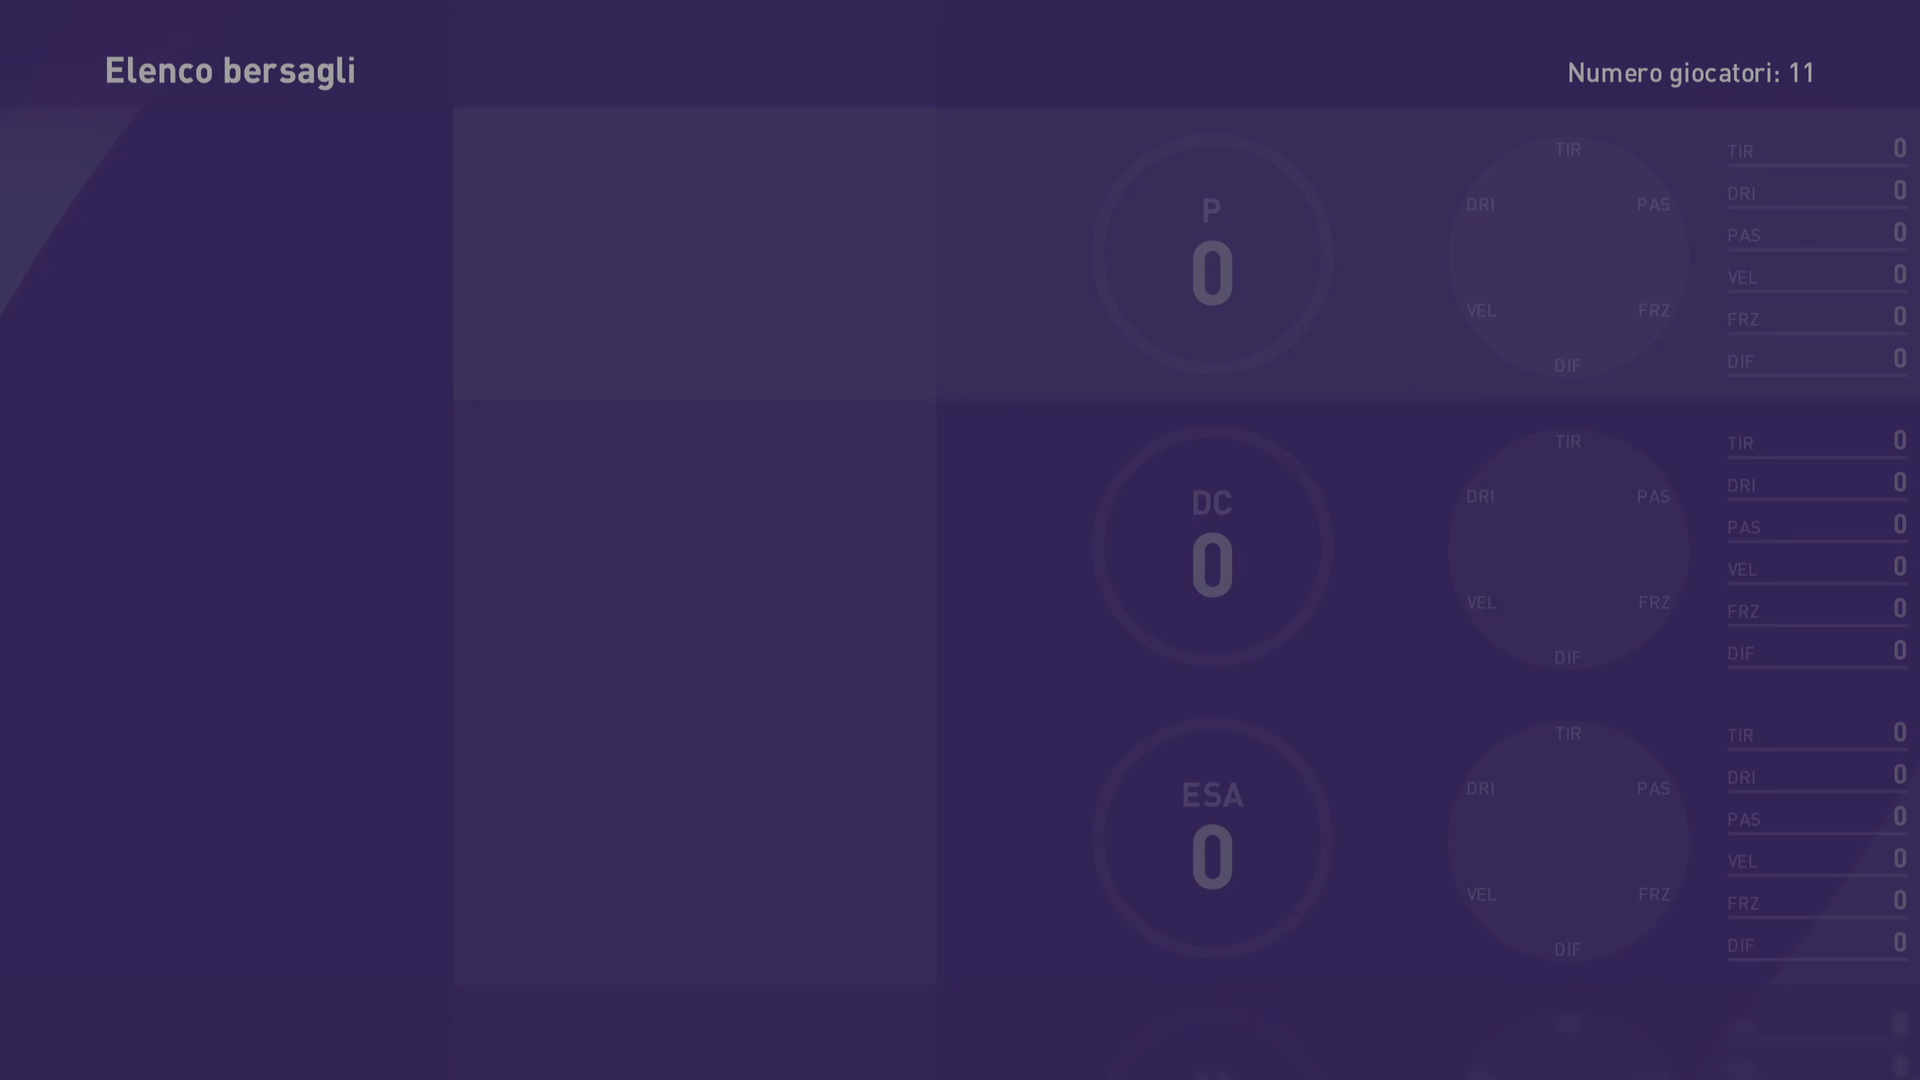 Elenco bersagli
Numero giocatori: 11
P
0
TIR
DRI
PAS
VEL
FRZ
DIF
TIR 0
DRI 0
PAS 0
VEL 0
FRZ 0
DIF 0
DC
0
TIR
DRI
PAS
VEL
FRZ
DIF
TIR 0
DRI 0
PAS 0
VEL 0
FRZ 0
DIF 0
ESA
0
TIR
DRI
PAS
VEL
FRZ
DIF
TIR 0
DRI 0
PAS 0
VEL 0
FRZ 0
DIF 0